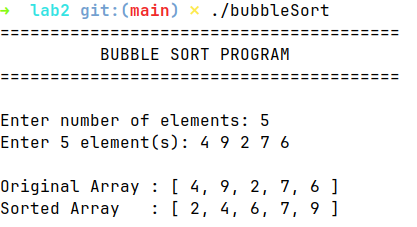 ➜ lab2 git:(main) ✗ ./bubbleSort
========================================
BUBBLE SORT PROGRAM
========================================
Enter number of elements: 5
Enter 5 element(s): 4 9 2 7 6
Original Array : [ 4, 9, 2, 7, 6 ]
Sorted Array   : [ 2, 4, 6, 7, 9 ]